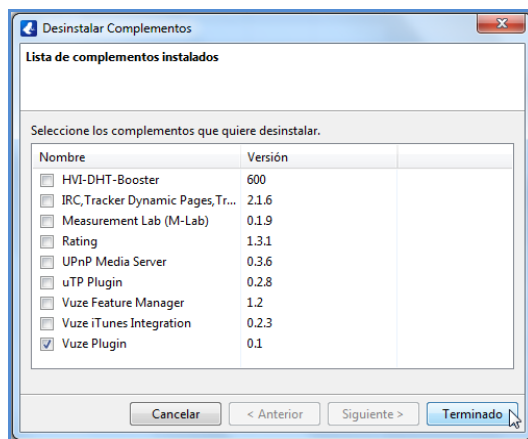 Desinstalar Complementos
Lista de complementos instalados
Seleccione los complementos que quiere desinstalar.
Nombre Versión
HVI-DHT-Booster 600
IRC,Tracker Dynamic Pages,Tr... 2.1.6
Measurement Lab (M-Lab) 0.1.9
Rating 1.3.1
UPnP Media Server 0.3.6
uTP Plugin 0.2.8
Vuze Feature Manager 1.2
Vuze iTunes Integration 0.2.3
Vuze Plugin 0.1
Cancelar < Anterior Siguiente > Terminado